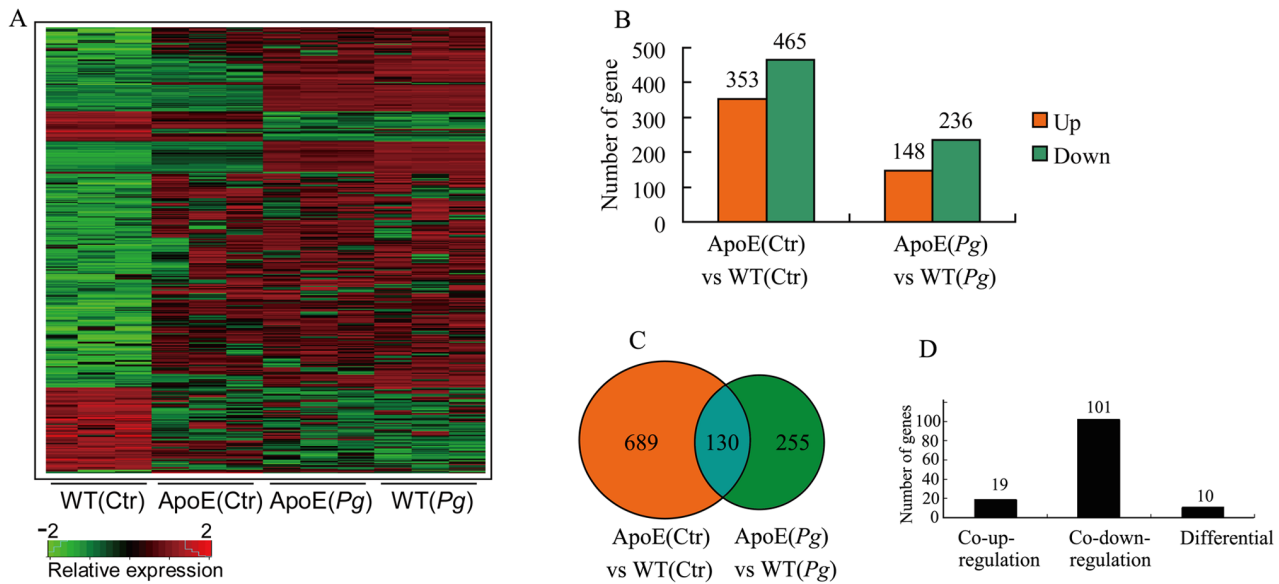 A
WT(Ctr) ApoE(Ctr) ApoE(Pg) WT(Pg)
−2 2
Relative expression
B
Number of gene
500
400
300
200
100
0
353
465
148
236
ApoE(Ctr)
vs WT(Ctr)
ApoE(Pg)
vs WT(Pg)
Up
Down
C
689 130 255
ApoE(Ctr)
vs WT(Ctr)
ApoE(Pg)
vs WT(Pg)
D
Number of genes
100
80
60
40
20
0
19
101
10
Co-up-
regulation
Co-down-
regulation
Differential